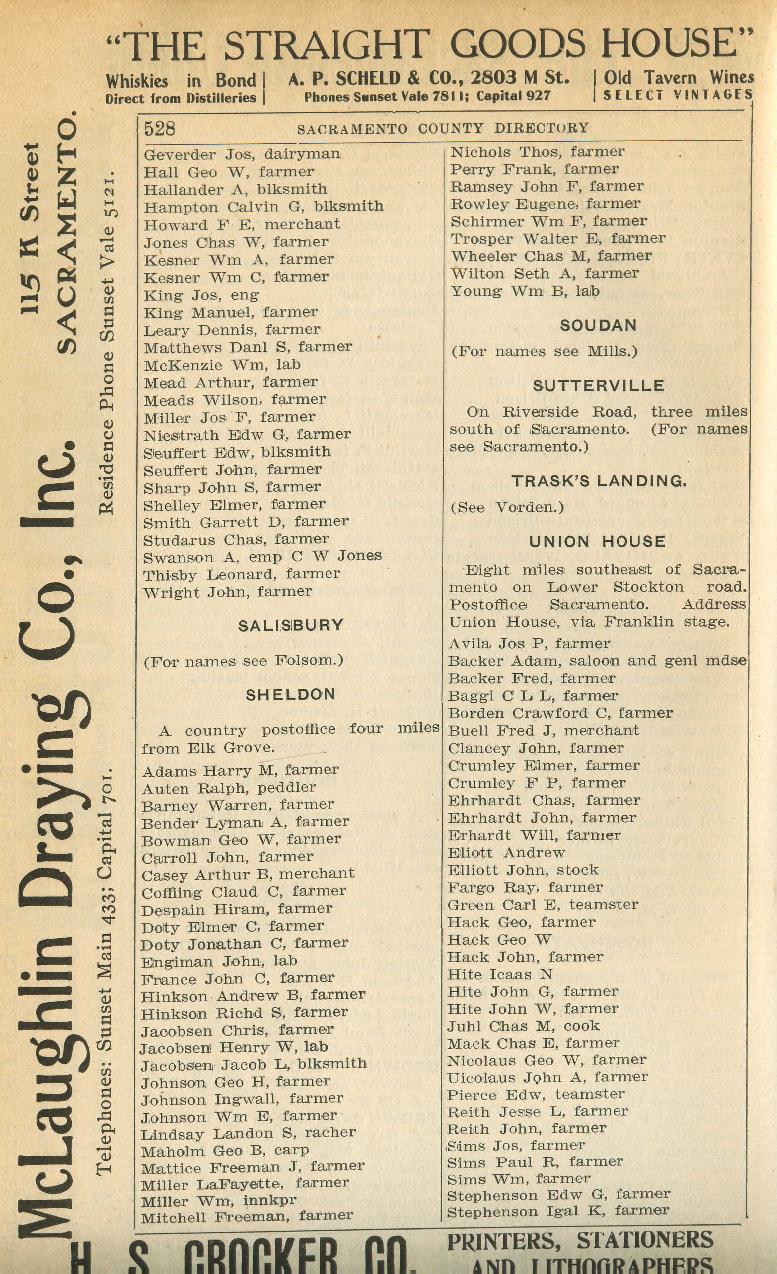 "THE STRAIGHT GOODS HOUSE"
Whiskies in Bond
Direct from Distilleries
A. P. SCHELD & CO., 2803 M St.
Phones Sunset Vale 7811; Capital 927
Old Tavern Wines
SELECT VINTAGES
McLaughlin Draying Co., Inc.
115 K Street
SACRAMENTO.
Telephones: Sunset Main 433; Capital 701.
Residence Phone Sunset Vale 5121.
528
SACRAMENTO COUNTY DIRECTORY
Geverder Jos, dairyman
Hall Geo W, farmer
Hallander A, blksmith
Hampton Calvin G, blksmith
Howard F E, merchant
Jones Chas W, farmer
Kesner Wm A, farmer
Kesner Wm C, farmer
King Jos, eng
King Manuel, farmer
Leary Dennis, farmer
Matthews Danl S, farmer
McKenzie Wm, lab
Mead Arthur, farmer
Meads Wilson, farmer
Miller Jos F, farmer
Niestrath Edw G, farmer
Seuffert Edw, blksmith
Seuffert John, farmer
Sharp John S, farmer
Shelley Elmer, farmer
Smith Garrett D, farmer
Studarus Chas, farmer
Swanson A, emp C W Jones
Thisby Leonard, farmer
Wright John, farmer
SALISBURY
(For names see Folsom.)
SHELDON
A country postoffice four miles
from Elk Grove.
Adams Harry M, farmer
Auten Ralph, peddler
Barney Warren, farmer
Bender Lyman A, farmer
Bowman Geo W, farmer
Carroll John, farmer
Casey Arthur B, merchant
Coffling Claud C, farmer
Despain Hiram, farmer
Doty Elmer C, farmer
Doty Jonathan C, farmer
Engiman John, lab
France John C, farmer
Hinkson Andrew B, farmer
Hinkson Richd S, farmer
Jacobsen Chris, farmer
Jacobsen Henry W, lab
Jacobsen Jacob L, blksmith
Johnson Geo H, farmer
Johnson Ingwall, farmer
Johnson Wm E, farmer
Lindsay Landon S, racher
Maholm Geo B, carp
Mattice Freeman J, farmer
Miller LaFayette, farmer
Miller Wm, innkpr
Mitchell Freeman, farmer
Nichols Thos, farmer
Perry Frank, farmer
Ramsey John F, farmer
Rowley Eugene, farmer
Schirmer Wm F, farmer
Trosper Walter E, farmer
Wheeler Chas M, farmer
Wilton Seth A, farmer
Young Wm B, lab
SOUDAN
(For names see Mills.)
SUTTERVILLE
On Riverside Road, three miles
south of Sacramento. (For names
see Sacramento.)
TRASK'S LANDING.
(See Vorden.)
UNION HOUSE
Eight miles southeast of Sacra-
mento on Lower Stockton road.
Postoffice Sacramento. Address
Union House, via Franklin stage.
Avila Jos P, farmer
Backer Adam, saloon and genl mdse
Backer Fred, farmer
Baggi C L L, farmer
Borden Crawford C, farmer
Buell Fred J, merchant
Clancey John, farmer
Crumley Elmer, farmer
Crumley F P, farmer
Ehrhardt Chas, farmer
Ehrhardt John, farmer
Erhardt Will, farmer
Eliott Andrew
Elliott John, stock
Fargo Ray, farmer
Green Carl E, teamster
Hack Geo, farmer
Hack Geo W
Hack John, farmer
Hite Icaas N
Hite John G, farmer
Hite John W, farmer
Juhl Chas M, cook
Mack Chas E, farmer
Nicolaus Geo W, farmer
Uicolaus John A, farmer
Pierce Edw, teamster
Reith Jesse L, farmer
Reith John, farmer
Sims Jos, farmer
Sims Paul R, farmer
Sims Wm, farmer
Stephenson Edw G, farmer
Stephenson Igal K, farmer
H S CROCKER CO.
PRINTERS, STATIONERS
AND LITHOGRAPHERS